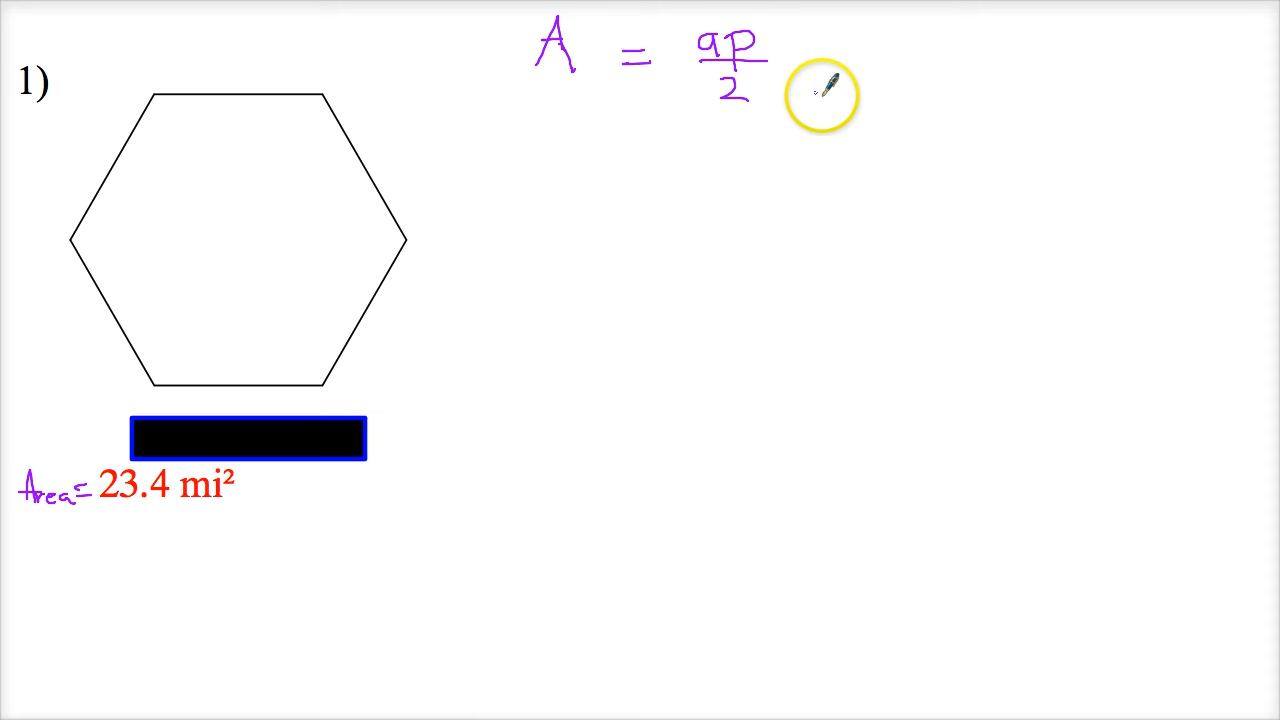 A = ap/2
1)
Area = 23.4 mi²